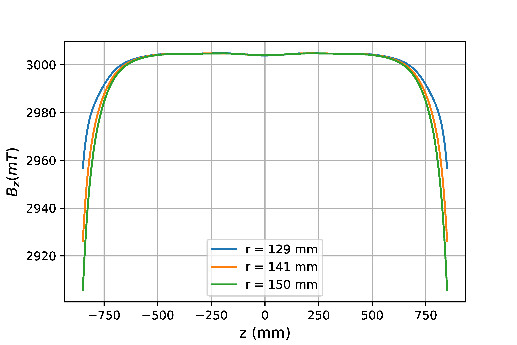 3000
2980
2960
2940
2920
B_z(mT)
r = 129 mm
r = 141 mm
r = 150 mm
−750 −500 −250 0 250 500 750
z (mm)